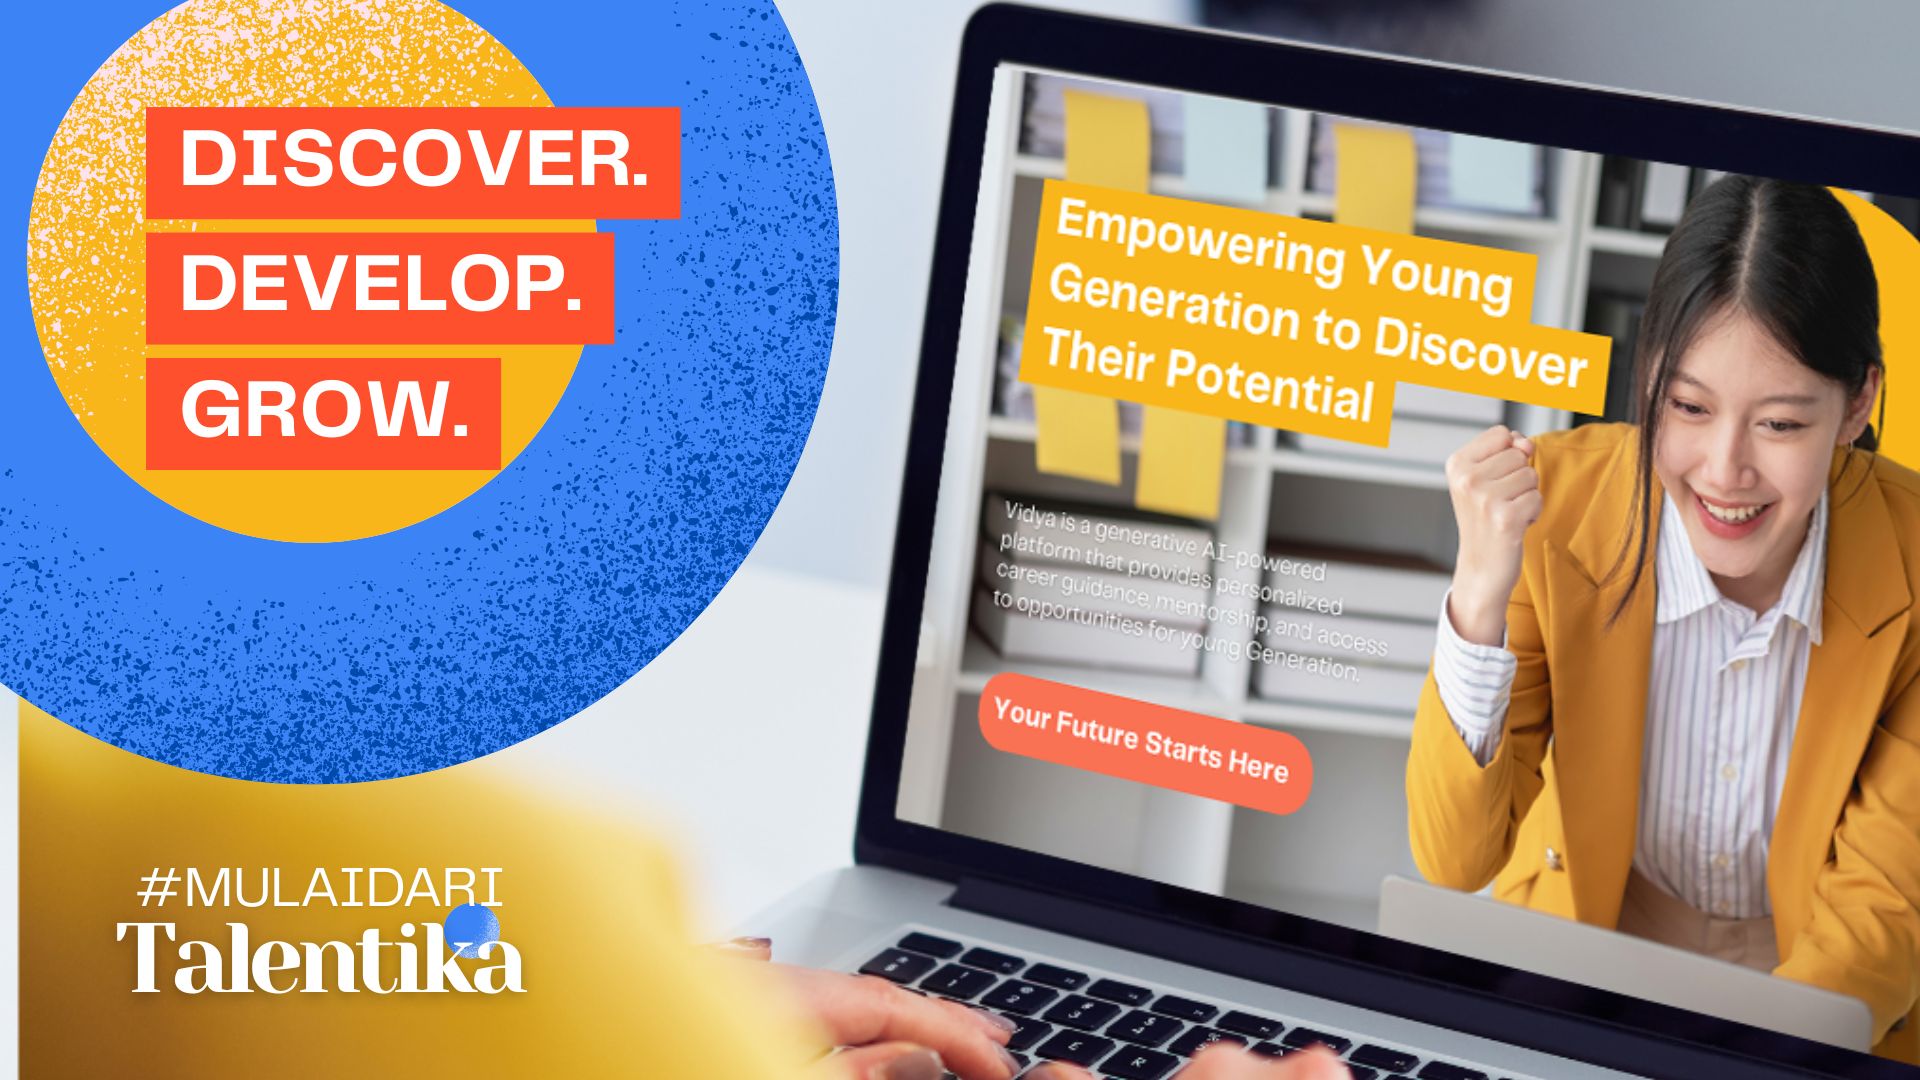 DISCOVER.
DEVELOP.
GROW.
#MULAIDARI
Talentika
Empowering Young
Generation to Discover
Their Potential
Vidya is a generative AI-powered
platform that provides personalized
career guidance, mentorship, and access
to opportunities for young Generation.
Your Future Starts Here